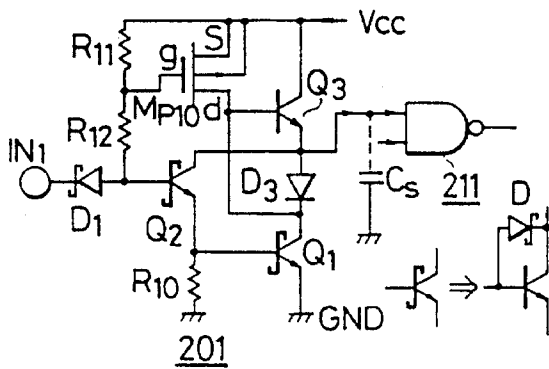 Vcc
R11
S
g
MP10
d
Q3
R12
IN1
D1
Q2
D3
Cs
211
D
R10
Q1
GND
201